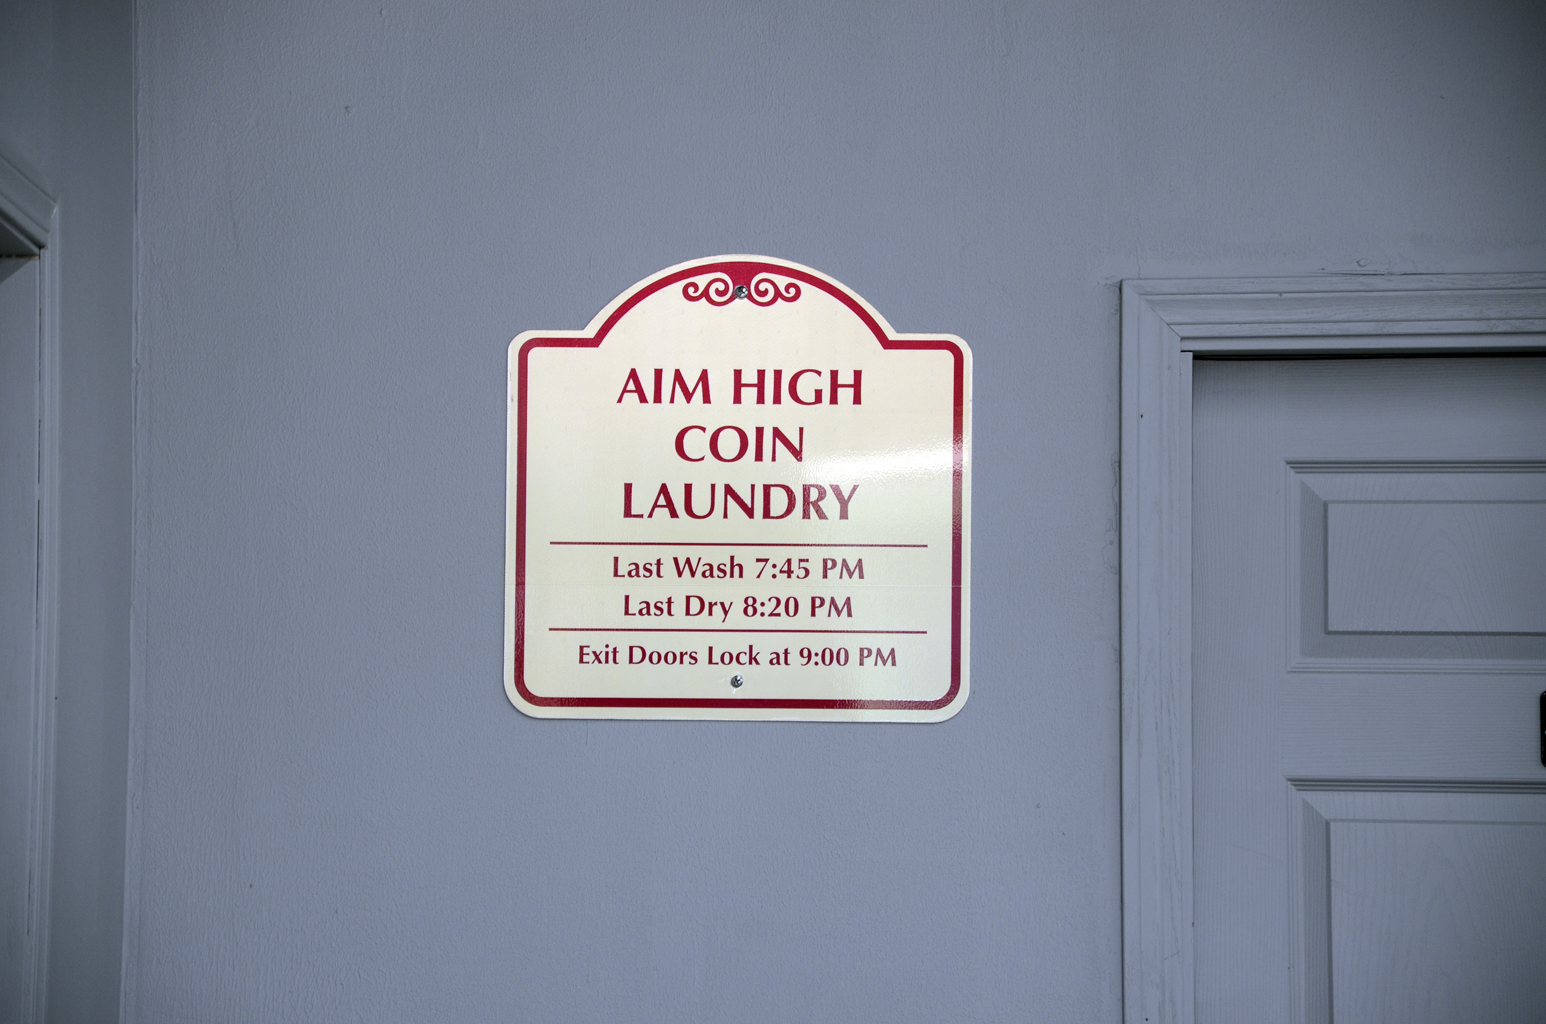 AIM HIGH
COIN
LAUNDRY
Last Wash 7:45 PM
Last Dry 8:20 PM
Exit Doors Lock at 9:00 PM